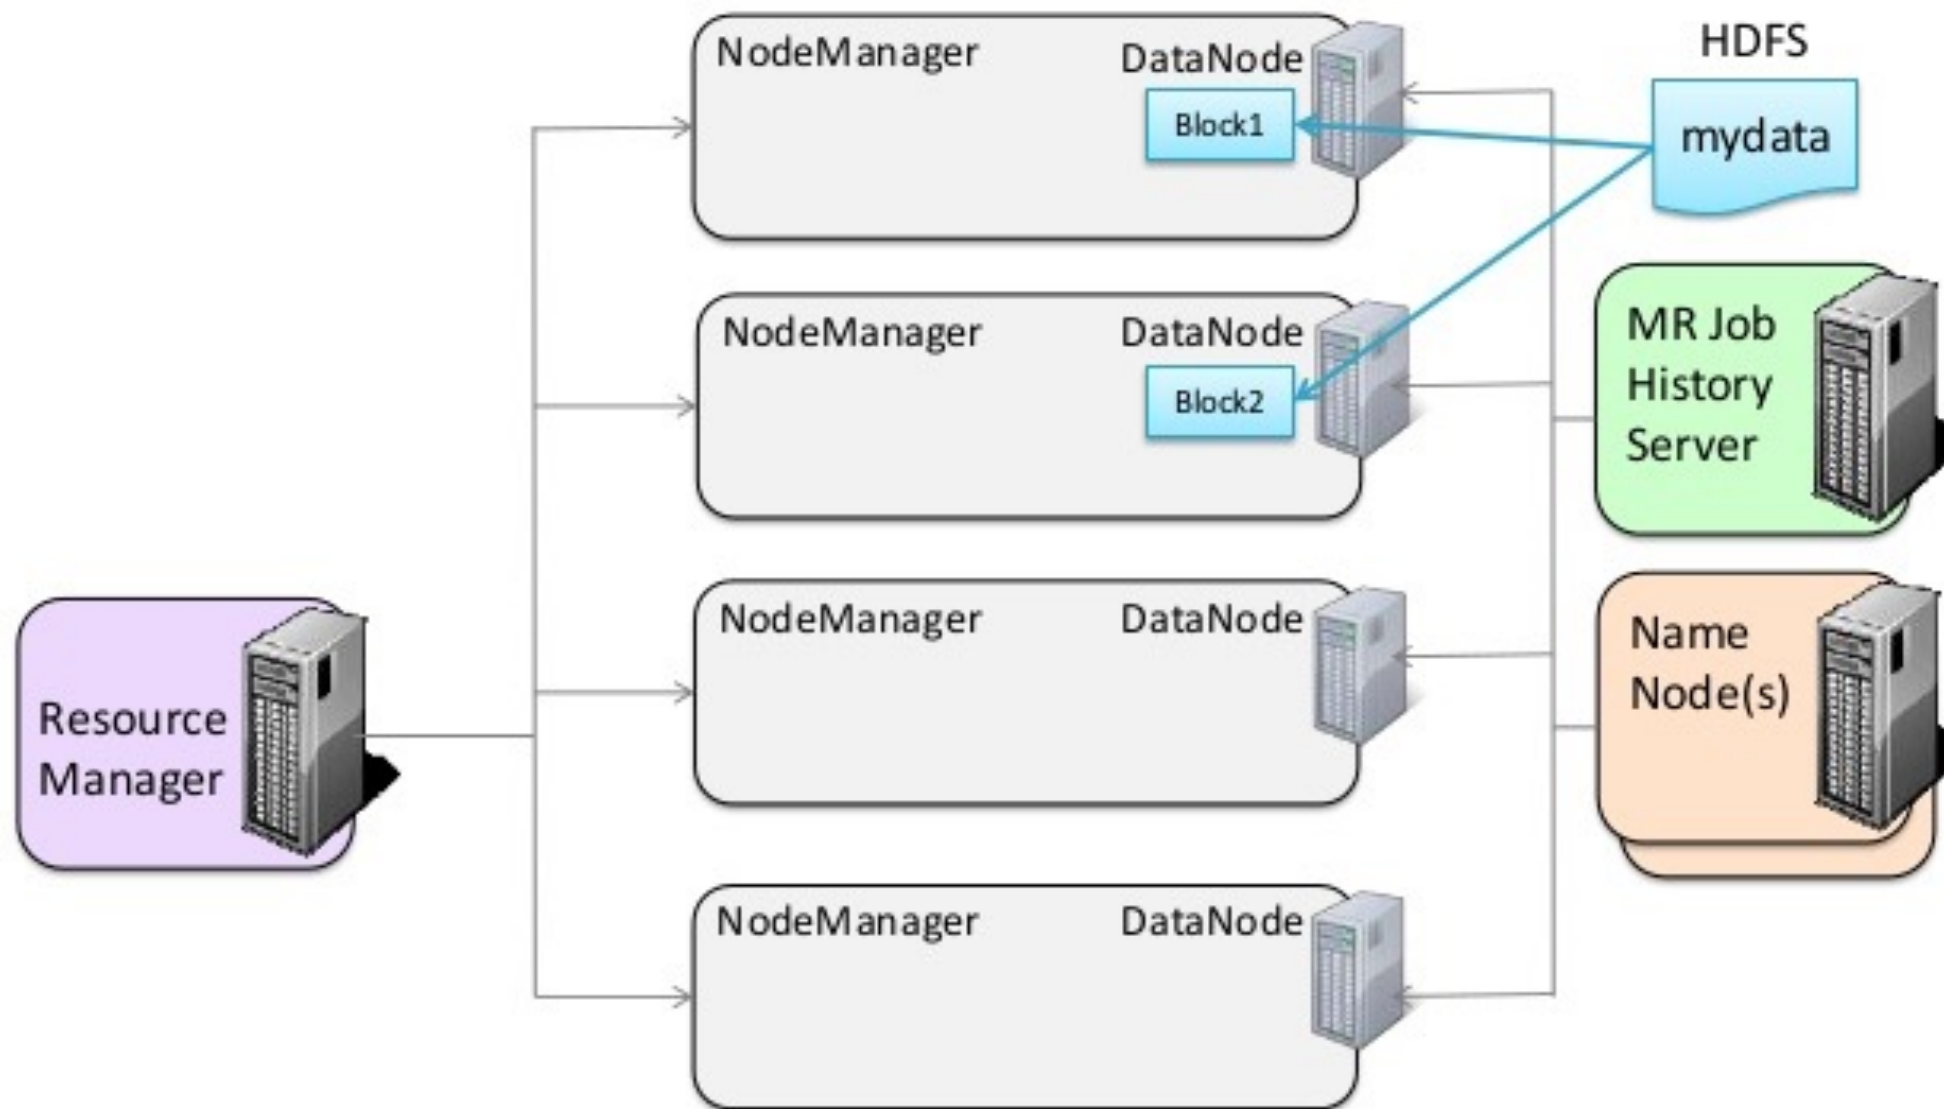 NodeManager
DataNode
Block1
HDFS
mydata
NodeManager
DataNode
Block2
MR Job
History
Server
NodeManager
DataNode
Name
Node(s)
Resource
Manager
NodeManager
DataNode